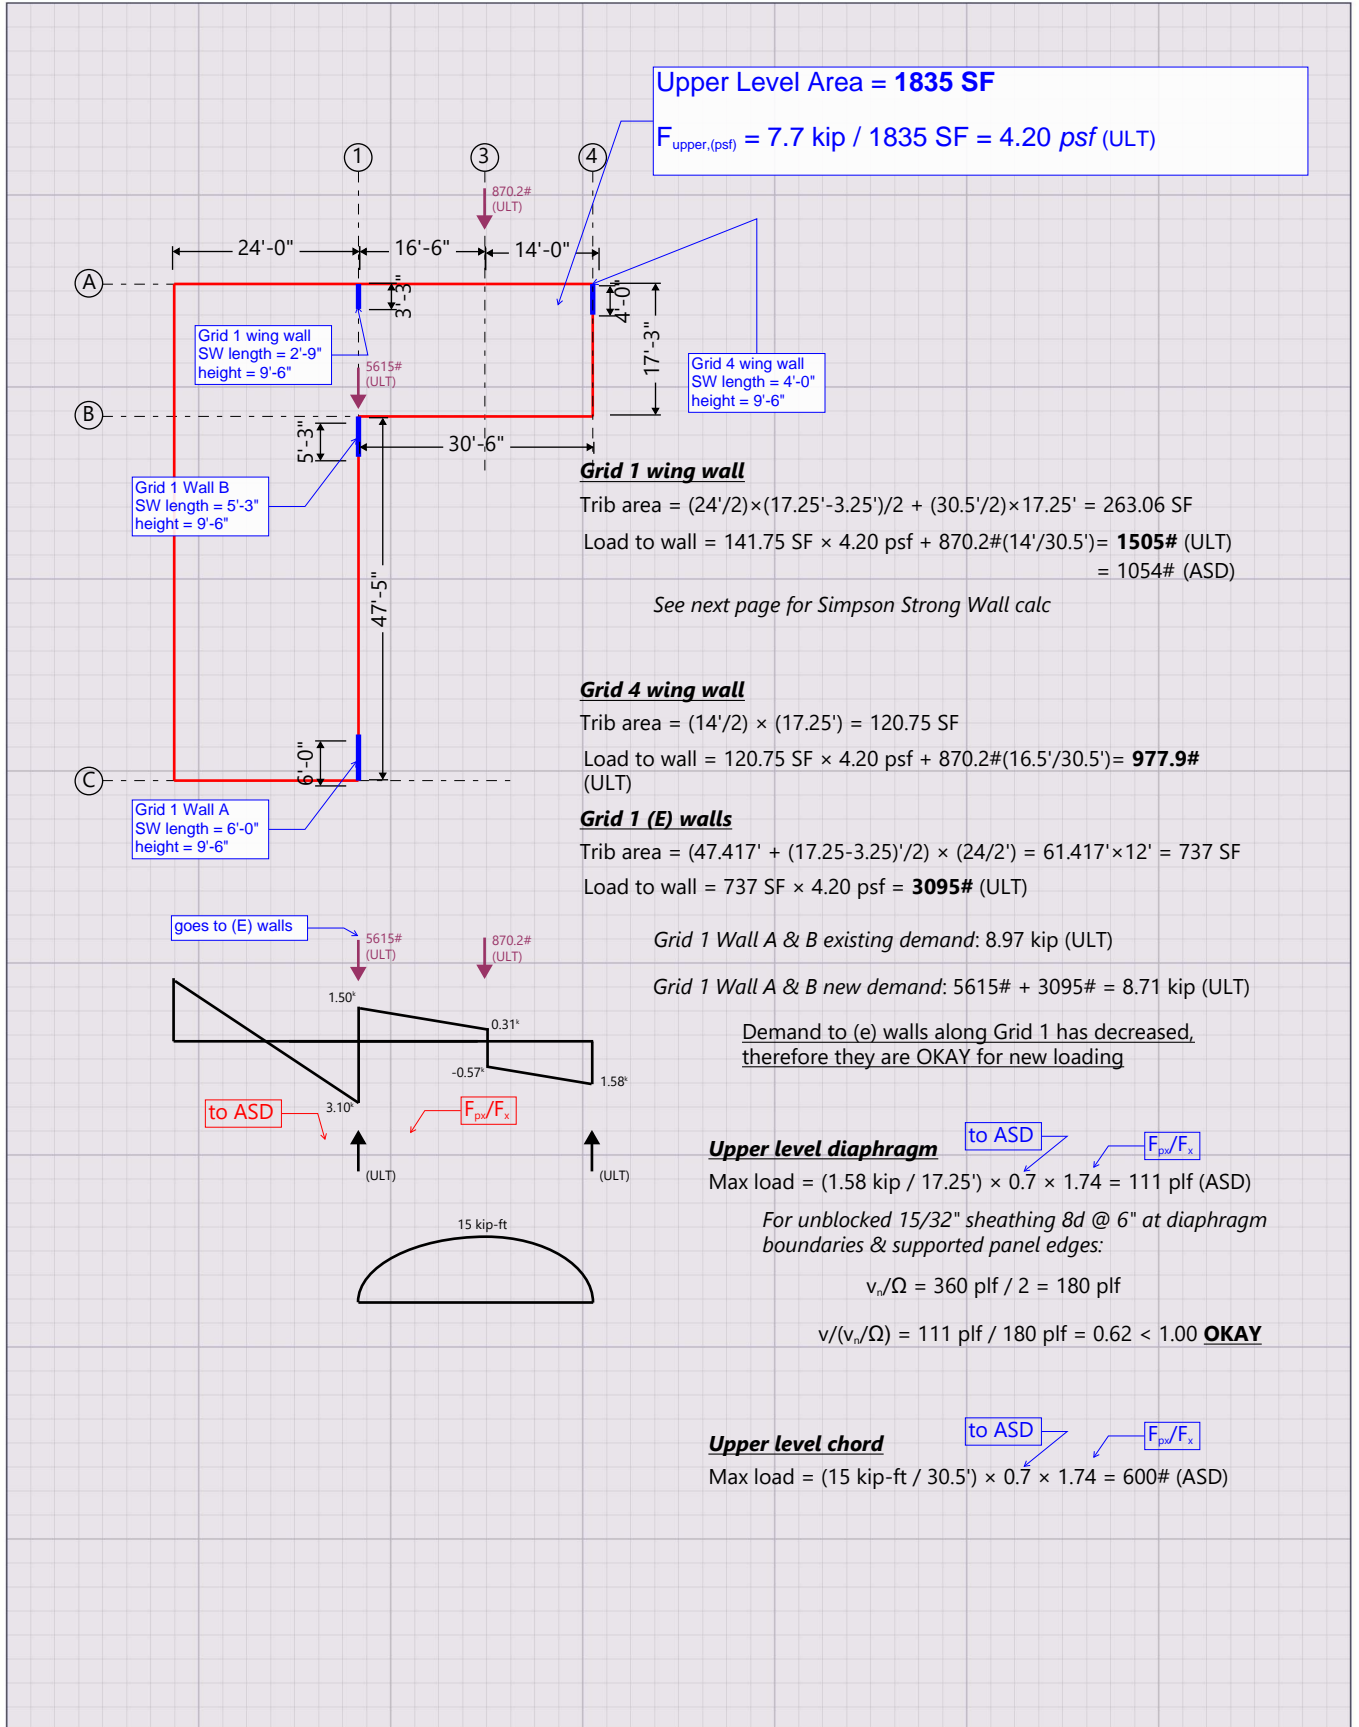 Upper Level Area = 1835 SF
Fupper,(psf) = 7.7 kip / 1835 SF = 4.20 psf (ULT)
1
3
4
870.2#
(ULT)
24'-0"
16'-6"
14'-0"
A
3'-3"
4'-0"
17'-3"
Grid 1 wing wall
SW length = 2'-9"
height = 9'-6"
5615#
(ULT)
Grid 4 wing wall
SW length = 4'-0"
height = 9'-6"
B
5'-3"
30'-6"
Grid 1 Wall B
SW length = 5'-3"
height = 9'-6"
47'-5"
6'-0"
C
Grid 1 Wall A
SW length = 6'-0"
height = 9'-6"
Grid 1 wing wall
Trib area = (24'/2)×(17.25'-3.25')/2 + (30.5'/2)×17.25' = 263.06 SF
Load to wall = 141.75 SF × 4.20 psf + 870.2#(14'/30.5')= 1505# (ULT)
= 1054# (ASD)
See next page for Simpson Strong Wall calc
Grid 4 wing wall
Trib area = (14'/2) × (17.25') = 120.75 SF
Load to wall = 120.75 SF × 4.20 psf + 870.2#(16.5'/30.5')= 977.9#
(ULT)
Grid 1 (E) walls
Trib area = (47.417' + (17.25-3.25)'/2) × (24/2') = 61.417'×12' = 737 SF
Load to wall = 737 SF × 4.20 psf = 3095# (ULT)
Grid 1 Wall A & B existing demand: 8.97 kip (ULT)
Grid 1 Wall A & B new demand: 5615# + 3095# = 8.71 kip (ULT)
Demand to (e) walls along Grid 1 has decreased,
therefore they are OKAY for new loading
goes to (E) walls
5615#
(ULT)
870.2#
(ULT)
1.50k
0.31k
-0.57k
1.58k
3.10k
to ASD
Fpx/Fx
(ULT)
(ULT)
15 kip-ft
Upper level diaphragm
to ASD
Fpx/Fx
Max load = (1.58 kip / 17.25') × 0.7 × 1.74 = 111 plf (ASD)
For unblocked 15/32" sheathing 8d @ 6" at diaphragm
boundaries & supported panel edges:
vn/Ω = 360 plf / 2 = 180 plf
v/(vn/Ω) = 111 plf / 180 plf = 0.62 < 1.00 OKAY
Upper level chord
to ASD
Fpx/Fx
Max load = (15 kip-ft / 30.5') × 0.7 × 1.74 = 600# (ASD)